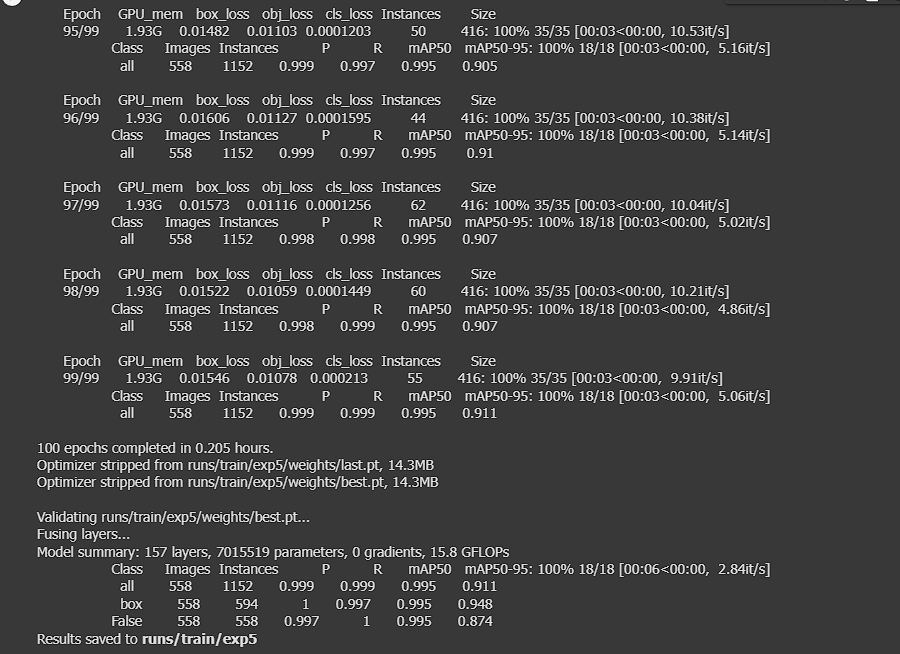 Epoch GPU_mem box_loss obj_loss cls_loss Instances Size
95/99 1.93G 0.01482 0.01103 0.0001203 50 416: 100% 35/35 [00:03<00:00, 10.53it/s]
Class Images Instances P R mAP50 mAP50-95: 100% 18/18 [00:03<00:00, 5.16it/s]
all 558 1152 0.999 0.997 0.995 0.905
Epoch GPU_mem box_loss obj_loss cls_loss Instances Size
96/99 1.93G 0.01606 0.01127 0.0001595 44 416: 100% 35/35 [00:03<00:00, 10.38it/s]
Class Images Instances P R mAP50 mAP50-95: 100% 18/18 [00:03<00:00, 5.14it/s]
all 558 1152 0.999 0.997 0.995 0.91
Epoch GPU_mem box_loss obj_loss cls_loss Instances Size
97/99 1.93G 0.01573 0.01116 0.0001256 62 416: 100% 35/35 [00:03<00:00, 10.04it/s]
Class Images Instances P R mAP50 mAP50-95: 100% 18/18 [00:03<00:00, 5.02it/s]
all 558 1152 0.998 0.998 0.995 0.907
Epoch GPU_mem box_loss obj_loss cls_loss Instances Size
98/99 1.93G 0.01522 0.01059 0.0001449 60 416: 100% 35/35 [00:03<00:00, 10.21it/s]
Class Images Instances P R mAP50 mAP50-95: 100% 18/18 [00:03<00:00, 4.86it/s]
all 558 1152 0.998 0.999 0.995 0.907
Epoch GPU_mem box_loss obj_loss cls_loss Instances Size
99/99 1.93G 0.01546 0.01078 0.000213 55 416: 100% 35/35 [00:03<00:00, 9.91it/s]
Class Images Instances P R mAP50 mAP50-95: 100% 18/18 [00:03<00:00, 5.06it/s]
all 558 1152 0.999 0.999 0.995 0.911
100 epochs completed in 0.205 hours.
Optimizer stripped from runs/train/exp5/weights/last.pt, 14.3MB
Optimizer stripped from runs/train/exp5/weights/best.pt, 14.3MB
Validating runs/train/exp5/weights/best.pt...
Fusing layers...
Model summary: 157 layers, 7015519 parameters, 0 gradients, 15.8 GFLOPs
Class Images Instances P R mAP50 mAP50-95: 100% 18/18 [00:06<00:00, 2.84it/s]
all 558 1152 0.999 0.999 0.995 0.911
box 558 594 1 0.997 0.995 0.948
False 558 558 0.997 1 0.995 0.874
Results saved to runs/train/exp5